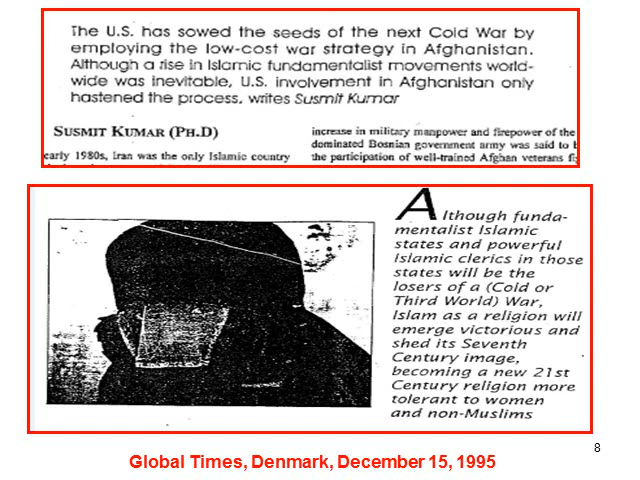 The U.S. has sowed the seeds of the next Cold War by
employing the low-cost war strategy in Afghanistan.
Although a rise in Islamic fundamentalist movements world-
wide was inevitable, U.S. involvement in Afghanistan only
hastened the process, writes Susmit Kumar
SUSMIT KUMAR (PH.D)
early 1980s, Iran was the only Islamic country
increase in military manpower and firepower of the
dominated Bosnian government army was said to
the participation of well-trained Afghan veterans
Although funda-
mentalist Islamic
states and powerful
Islamic clerics in those
states will be the
losers of a (Cold or
Third World) War,
Islam as a religion will
emerge victorious and
shed its Seventh
Century image,
becoming a new 21st
Century religion more
tolerant to women
and non-Muslims
8
Global Times, Denmark, December 15, 1995